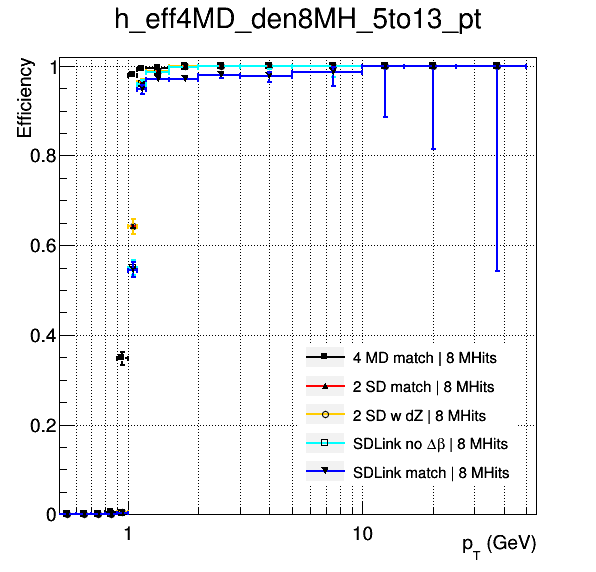 h_eff4MD_den8MH_5to13_pt
Efficiency
1
0.8
0.6
0.4
0.2
0
4 MD match | 8 MHits
2 SD match | 8 MHits
2 SD w dZ | 8 MHits
SDLink no Δβ | 8 MHits
SDLink match | 8 MHits
1 10
p_T (GeV)